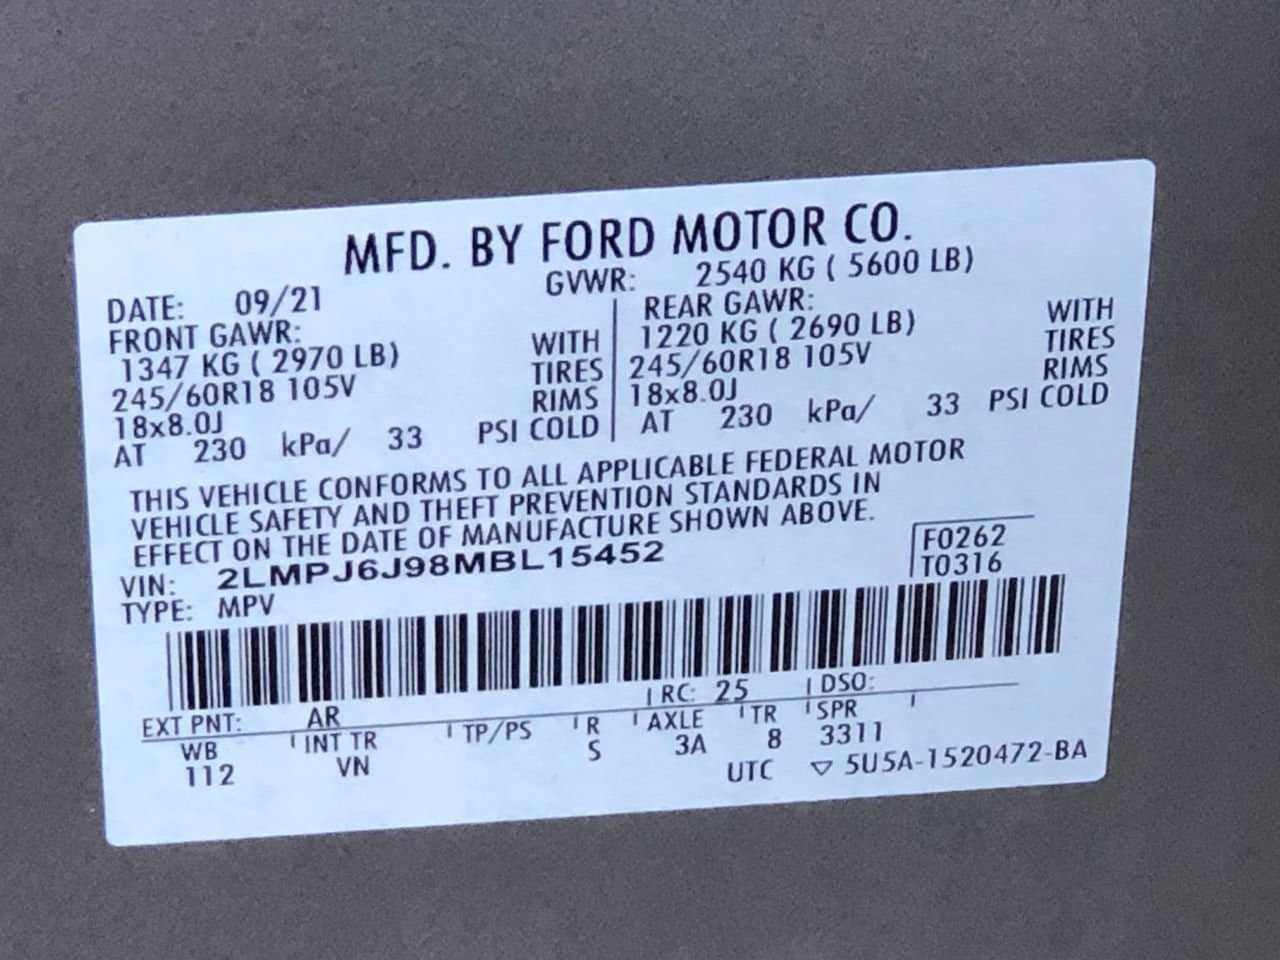 MFD. BY FORD MOTOR CO.
DATE: 09/21 GVWR: 2540 KG ( 5600 LB)
FRONT GAWR: REAR GAWR:
1347 KG ( 2970 LB) WITH 1220 KG ( 2690 LB) WITH
245/60R18 105V TIRES 245/60R18 105V TIRES
18x8.0J RIMS 18x8.0J RIMS
AT 230 kPa/ 33 PSI COLD AT 230 kPa/ 33 PSI COLD
THIS VEHICLE CONFORMS TO ALL APPLICABLE FEDERAL MOTOR
VEHICLE SAFETY AND THEFT PREVENTION STANDARDS IN
EFFECT ON THE DATE OF MANUFACTURE SHOWN ABOVE.
VIN: 2LMPJ6J98MBL15452 F0262
TYPE: MPV T0316
EXT PNT: AR RC: 25 DSO:
WB INT TR TP/PS R AXLE TR SPR
112 VN S 3A 8 3311
UTC ▽ 5U5A-1520472-BA